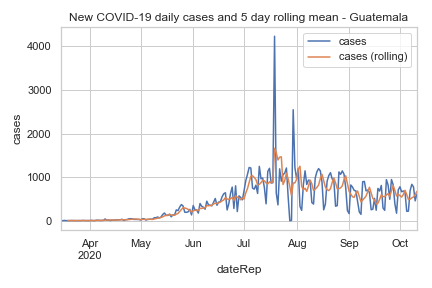 New COVID-19 daily cases and 5 day rolling mean - Guatemala
cases
cases (rolling)
4000
3000
2000
1000
0
cases
Apr
2020
May
Jun
Jul
Aug
Sep
Oct
dateRep